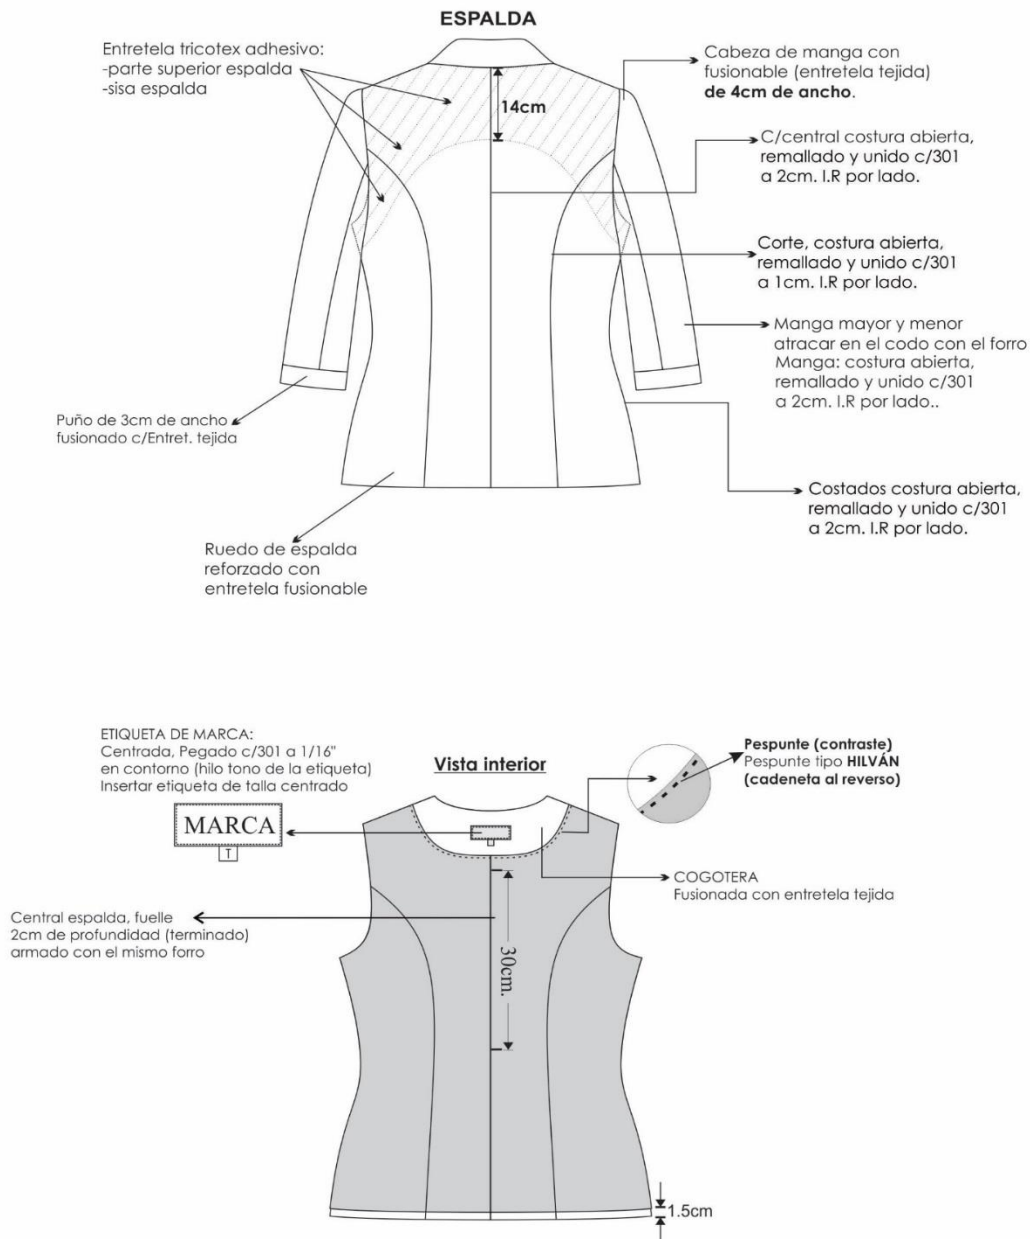 ESPALDA
Entretela tricotex adhesivo:
-parte superior espalda
-sisa espalda
14cm
Cabeza de manga con
fusionable (entretela tejida)
de 4cm de ancho.
C/central costura abierta,
remallado y unido c/301
a 2cm. I.R por lado.
Corte, costura abierta,
remallado y unido c/301
a 1cm. I.R por lado.
Manga mayor y menor
atracar en el codo con el forro
Manga: costura abierta,
remallado y unido c/301
a 2cm. I.R por lado..
Puño de 3cm de ancho
fusionado c/Entret. tejida
Costados costura abierta,
remallado y unido c/301
a 2cm. I.R por lado.
Ruedo de espalda
reforzado con
entretela fusionable
ETIQUETA DE MARCA:
Centrada, Pegado c/301 a 1/16"
en contorno (hilo tono de la etiqueta)
Insertar etiqueta de talla centrado
MARCA
T
Vista interior
Pespunte (contraste)
Pespunte tipo HILVÁN
(cadeneta al reverso)
COGOTERA
Fusionada con entretela tejida
Central espalda, fuelle
2cm de profundidad (terminado)
armado con el mismo forro
30cm.
1.5cm